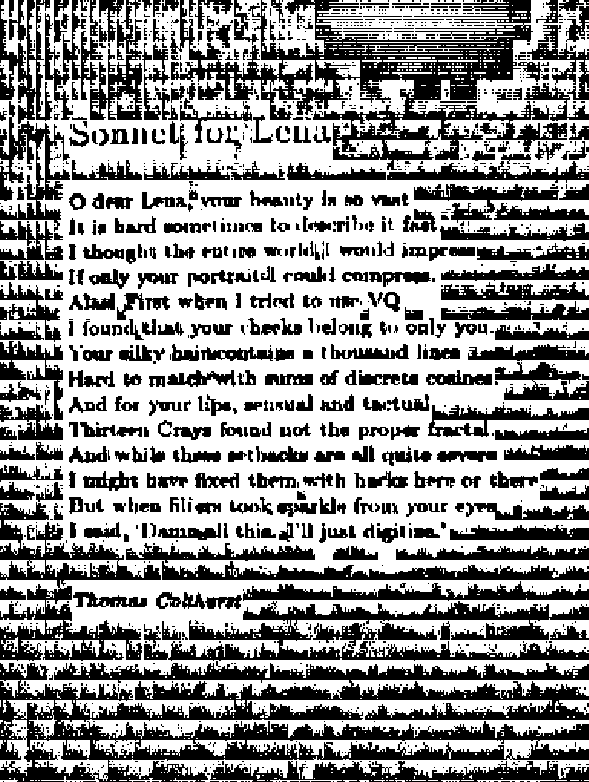 Sonnet for Lena
O dear Lena, your beauty is so vast
It is hard sometimes to describe it fast.
I thought the entire world I would impress
If only your portrait I could compress.
Alas! First when I tried to use VQ
I found that your cheeks belong to only you.
Your silky hair contains a thousand lines
Hard to match with sums of discrete cosines.
And for your lips, sensual and tactual
Thirteen Crays found not the proper fractal.
And while these setbacks are all quite severe
I might have fixed them with hacks here or there
But when filters took sparkle from your eyes
I said, 'Damn all this. I'll just digitize.'
Thomas Colthurst